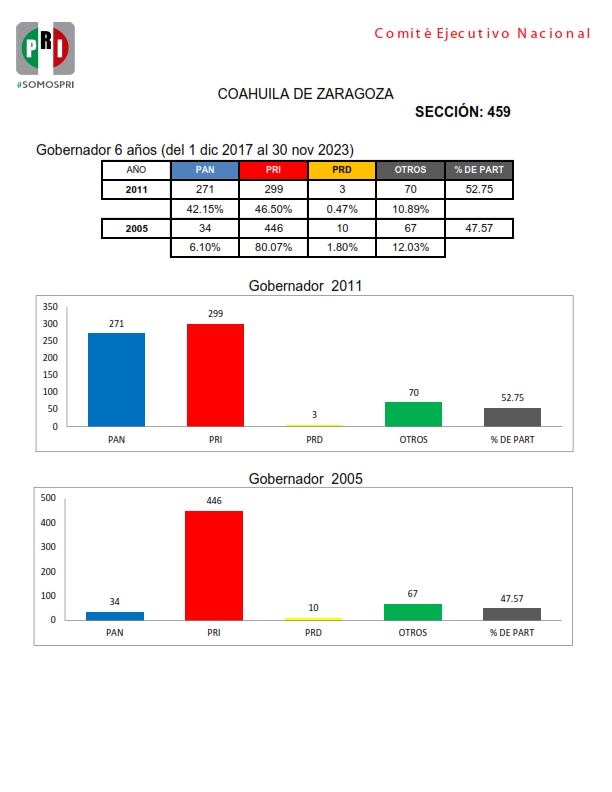 Comité Ejecutivo Nacional
PRI
#SOMOSPRI
COAHUILA DE ZARAGOZA
SECCIÓN: 459
Gobernador 6 años (del 1 dic 2017 al 30 nov 2023)
AÑO PAN PRI PRD OTROS % DE PART
2011 271 299 3 70 52.75
42.15% 46.50% 0.47% 10.89%
2005 34 446 10 67 47.57
6.10% 80.07% 1.80% 12.03%
Gobernador 2011
350
300
250
200
150
100
50
0
271
299
3
70
52.75
PAN PRI PRD OTROS % DE PART
Gobernador 2005
500
400
300
200
100
0
34
446
10
67
47.57
PAN PRI PRD OTROS % DE PART